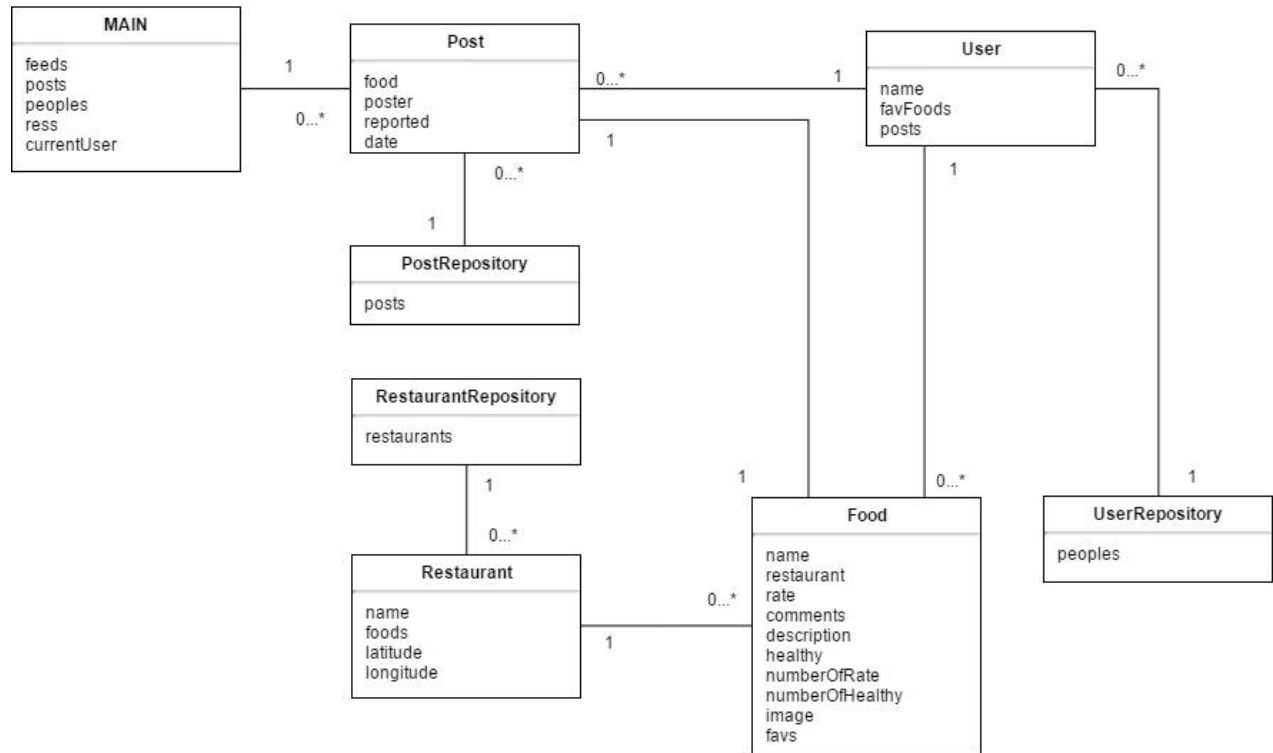 MAIN
feeds
posts
peoples
ress
currentUser
1
0...*
Post
food
poster
reported
date
0...*
1
1
0...*
1
User
name
favFoods
posts
0...*
1
PostRepository
posts
RestaurantRepository
restaurants
1
0...*
Restaurant
name
foods
latitude
longitude
1
0...*
1
0...*
Food
name
restaurant
rate
comments
description
healthy
numberOfRate
numberOfHealthy
image
favs
1
UserRepository
peoples